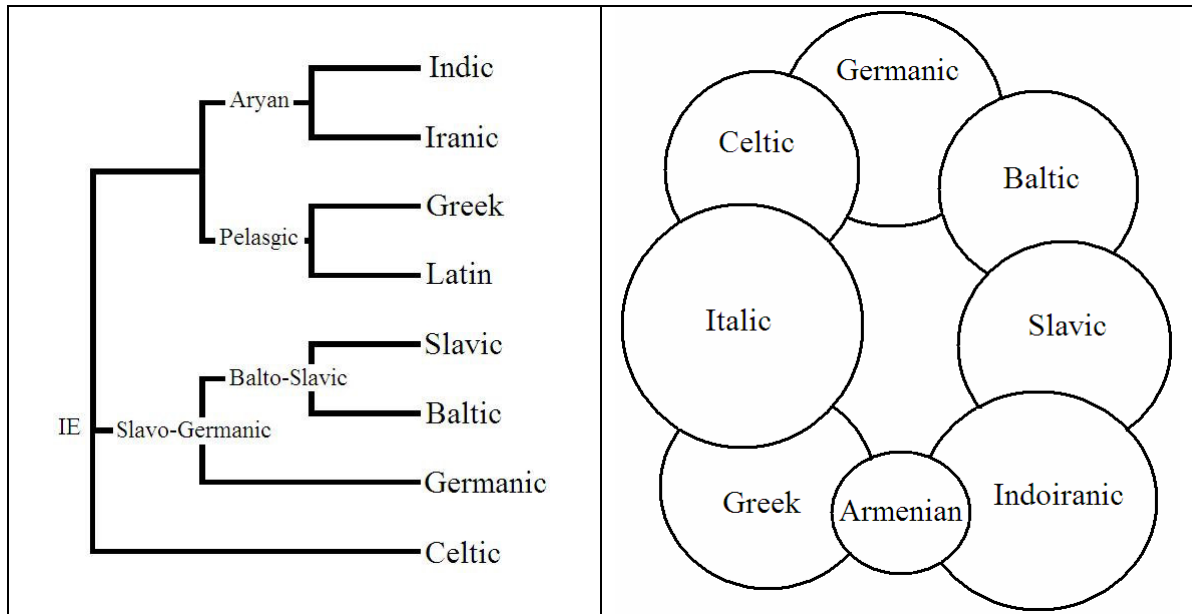 Indic
Aryan
Iranic
Greek
Pelasgic
Latin
Slavic
Balto-Slavic
Baltic
IE
Slavo-Germanic
Germanic
Celtic
Germanic
Celtic
Baltic
Italic
Slavic
Greek
Armenian
Indoiranic